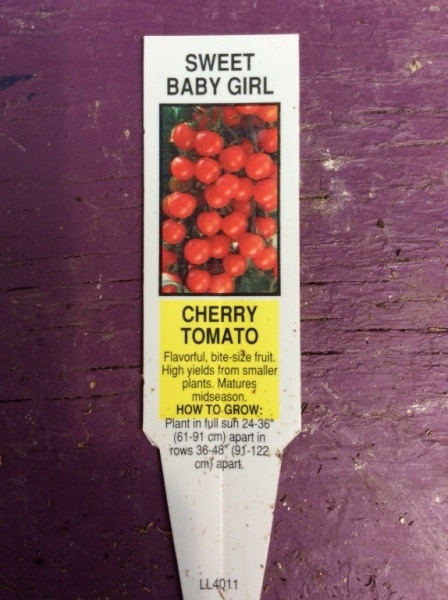 SWEET
BABY GIRL
CHERRY
TOMATO
Flavorful, bite-size fruit.
High yields from smaller
plants. Matures
midseason.
HOW TO GROW:
Plant in full sun 24-36"
(61-91 cm) apart in
rows 36-48" (91-122
cm) apart.
LL4011